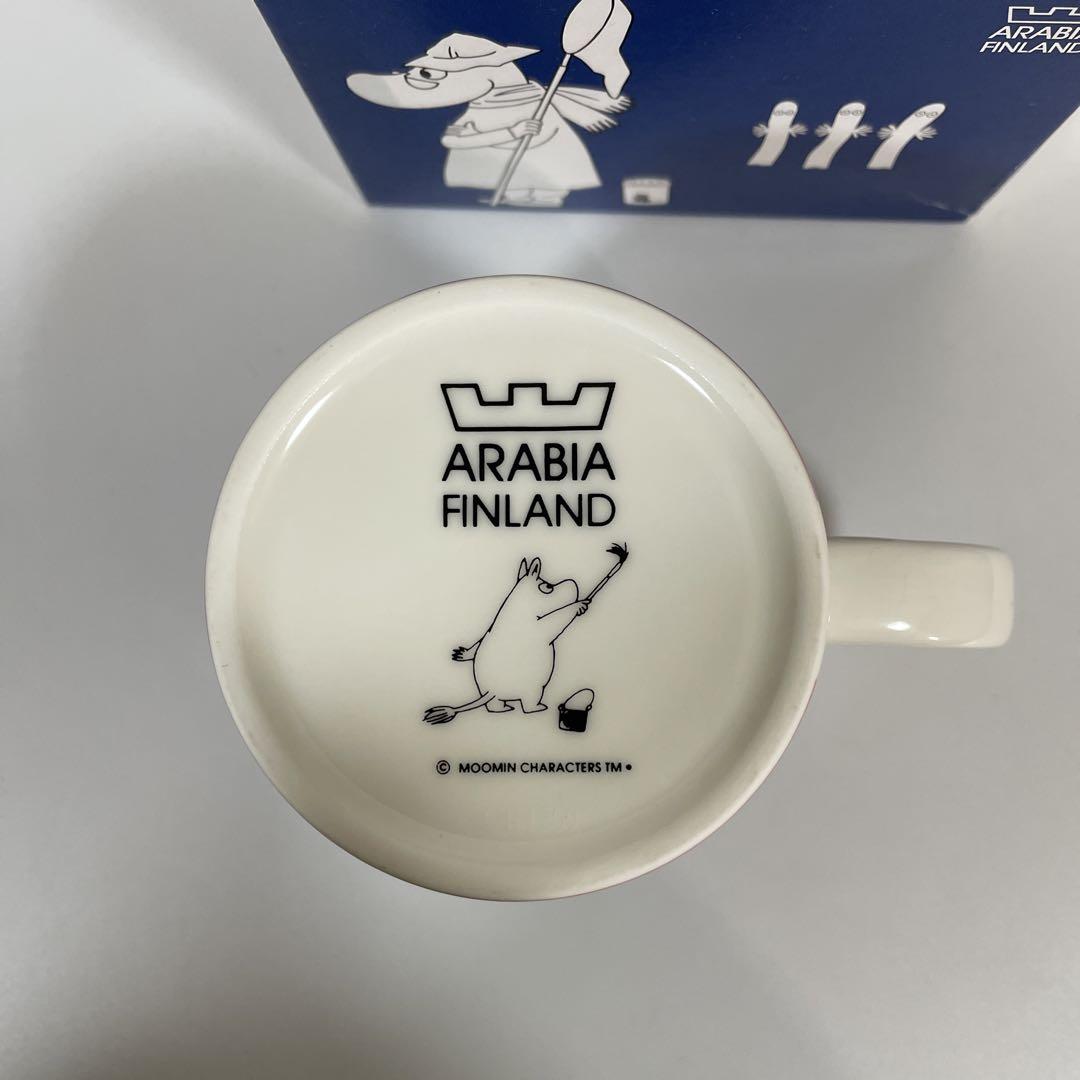 ARABIA
FINLAND
ARABIA
FINLAND
© MOOMIN CHARACTERS TM •